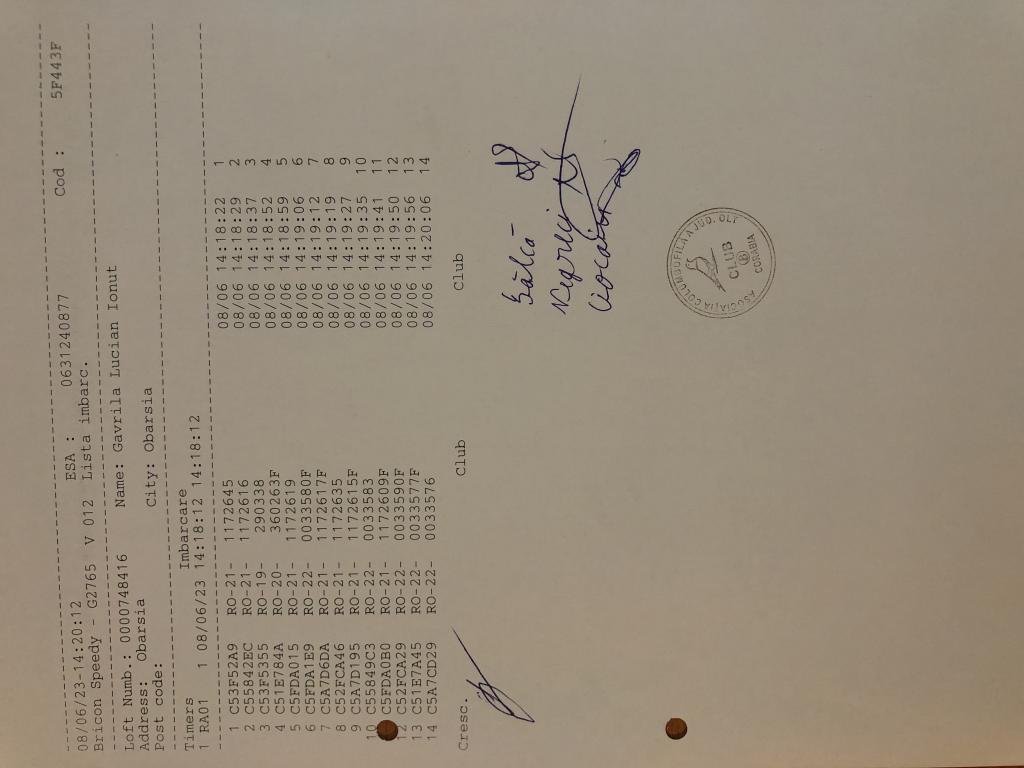 08/06/23-14:20:12 ESA : 0631240877 Cod : 5F443F
Bricon Speedy - G2765 V 012 Lista imbarc.
Loft Numb.: 0000748416 Name: Gavrila Lucian Ionut
Address: Obarsia City: Obarsia
Post code:
Timers Imbarcare
1 RA01 1 08/06/23 14:18:12 14:18:12
1 C53F52A9 RO-21- 1172645 08/06 14:18:22 1
2 C55842EC RO-21- 1172616 08/06 14:18:29 2
3 C53F5355 RO-19- 290338 08/06 14:18:37 3
4 C51E784A RO-20- 360263F 08/06 14:18:52 4
5 C5FDA015 RO-21- 1172619 08/06 14:18:59 5
6 C5FDA1E9 RO-22- 0033580F 08/06 14:19:06 6
7 C5A7D6DA RO-21- 1172617F 08/06 14:19:12 7
8 C52FCA46 RO-21- 1172635 08/06 14:19:19 8
9 C5A7D195 RO-21- 1172615F 08/06 14:19:27 9
10 C55849C3 RO-22- 0033583 08/06 14:19:35 10
C5FDA0B0 RO-21- 1172609F 08/06 14:19:41 11
12 C52FCA29 RO-22- 0033590F 08/06 14:19:50 12
13 C51E7A45 RO-22- 0033577F 08/06 14:19:56 13
14 C5A7CD29 RO-22- 0033576 08/06 14:20:06 14
Cresc. Club Club
ASOCIAȚIA COLUMBOFILA A JUD. OLT
CLUB
CORABIA